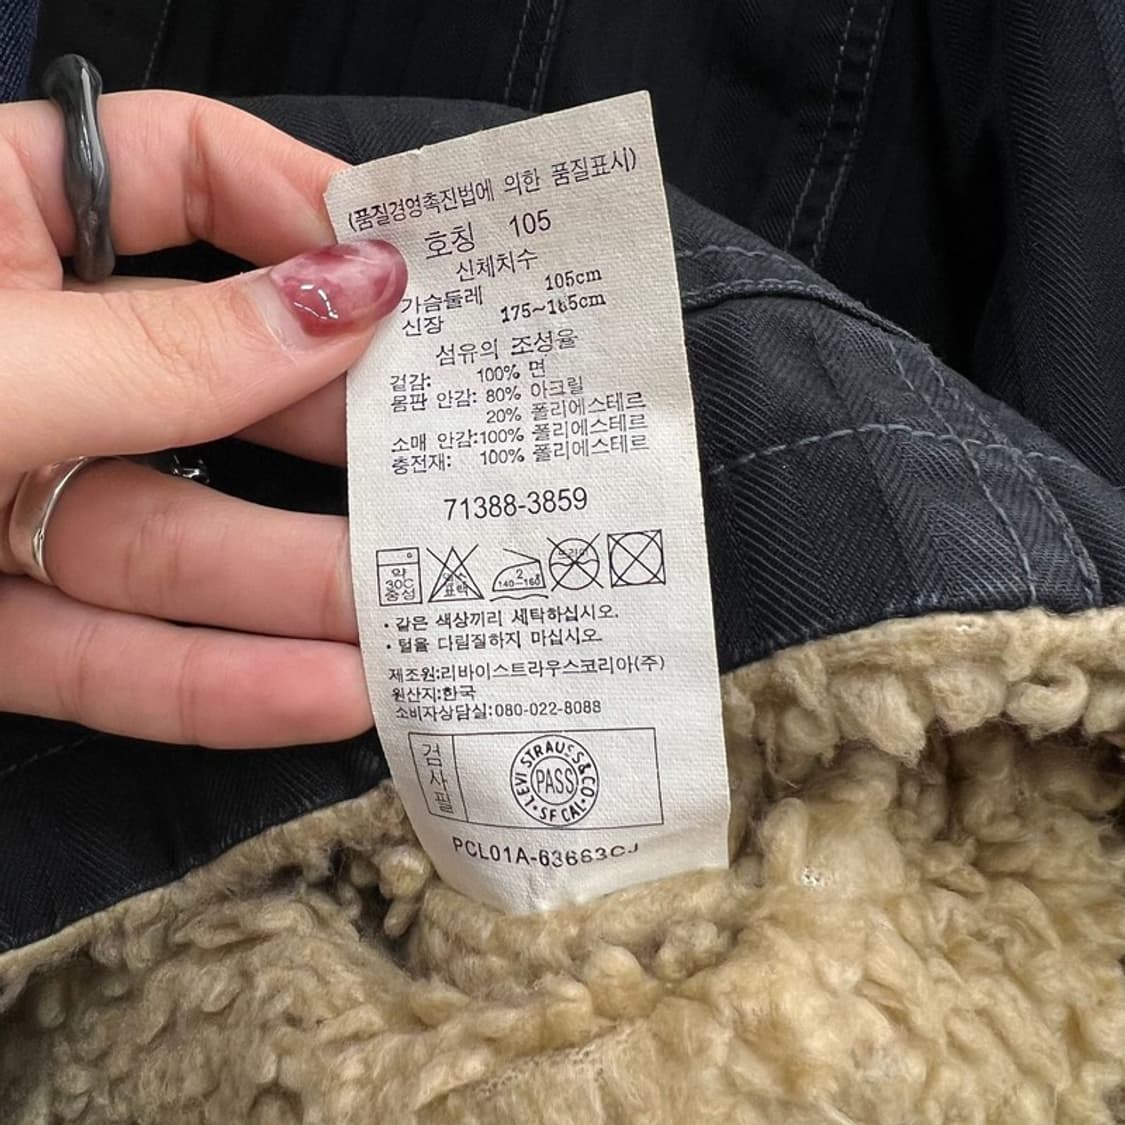 (품질경영촉진법에 의한 품질표시)
호칭 105
신체치수
가슴둘레 105cm
신장 175~185cm
섬유의 조성율
겉감: 100% 면
몸판 안감: 80% 아크릴
20% 폴리에스테르
소매 안감:100% 폴리에스테르
충전재: 100% 폴리에스테르
71388-3859
약
30C
중성
2
140~160
드라이
• 같은 색상끼리 세탁하십시오.
• 털을 다림질하지 마십시오.
제조원:리바이스트라우스코리아(주)
원산지:한국
소비자상담실:080-022-8088
검사필
LEVI STRAUSS & CO
PASS
SF CAL
PCL01A-63663CJ